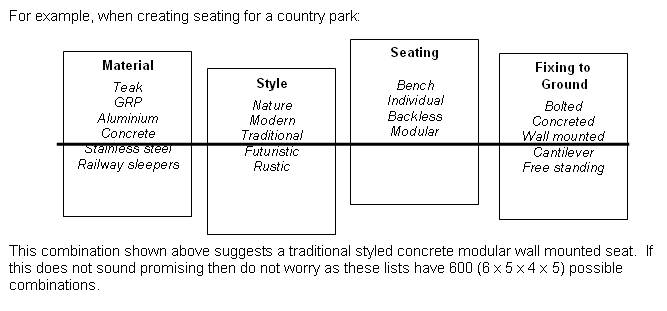 For example, when creating seating for a country park:
Material
Teak
GRP
Aluminium
Concrete
Stainless steel
Railway sleepers
Style
Nature
Modern
Traditional
Futuristic
Rustic
Seating
Bench
Individual
Backless
Modular
Fixing to
Ground
Bolted
Concreted
Wall mounted
Cantilever
Free standing
This combination shown above suggests a traditional styled concrete modular wall mounted seat.  If
this does not sound promising then do not worry as these lists have 600 (6 x 5 x 4 x 5) possible
combinations.